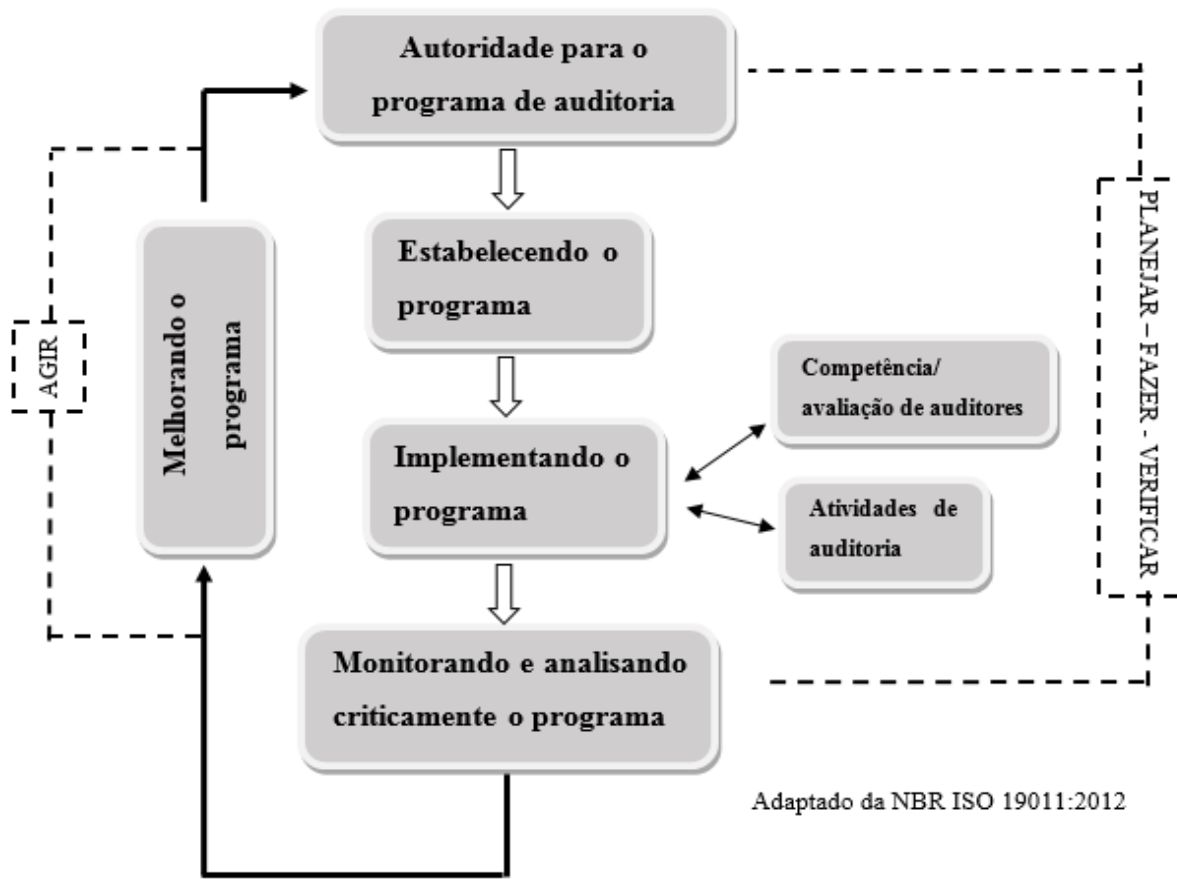 Autoridade para o
programa de auditoria
Estabelecendo o
programa
Implementando o
programa
Competência/
avaliação de auditores
Atividades de
auditoria
Monitorando e analisando
criticamente o programa
Melhorando o
programa
AGIR
PLANEJAR – FAZER - VERIFICAR
Adaptado da NBR ISO 19011:2012